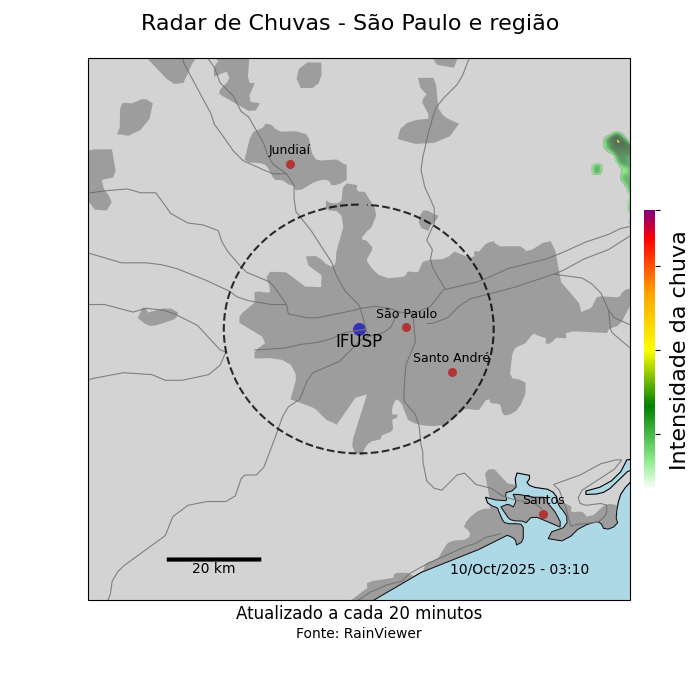 Radar de Chuvas - São Paulo e região
Jundiaí
São Paulo
IFUSP
Santo André
Santos
20 km
10/Oct/2025 - 03:10
Intensidade da chuva
Atualizado a cada 20 minutos
Fonte: RainViewer